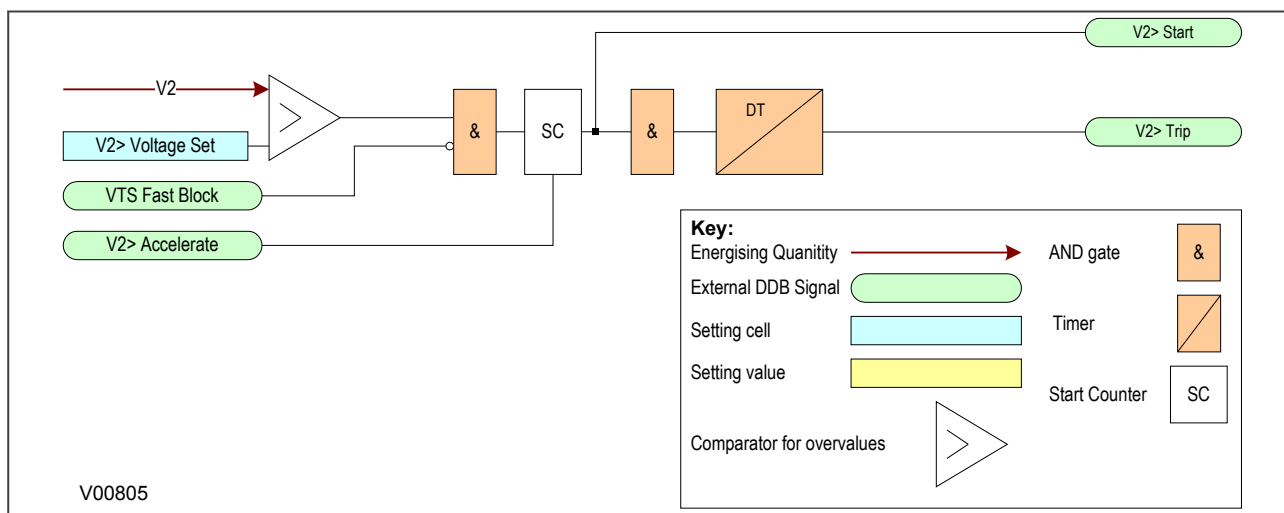 V2> Start
V2
&
SC
&
DT
V2> Trip
V2> Voltage Set
VTS Fast Block
V2> Accelerate
Key:
Energising Quanitity
AND gate
&
External DDB Signal
Setting cell
Timer
Setting value
Start Counter
SC
Comparator for overvalues
V00805